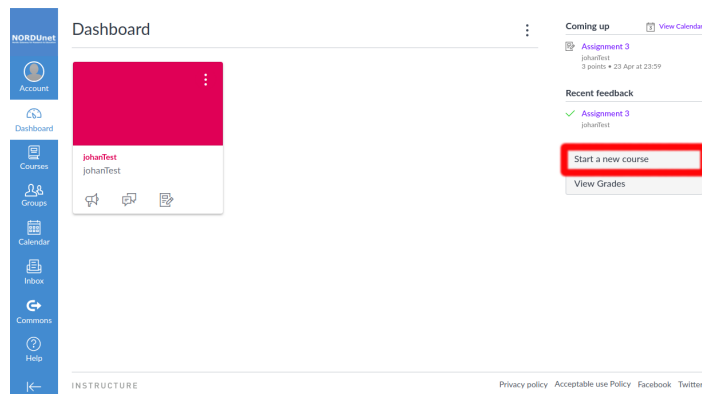 NORDUnet
Account
Dashboard
Courses
Groups
Calendar
Inbox
Commons
Help
Dashboard
johanTest
johanTest
Coming up
View Calendar
Assignment 3
johanTest
3 points • 23 Apr at 23:59
Recent feedback
Assignment 3
johanTest
Start a new course
View Grades
INSTRUCTURE
Privacy policy Acceptable use Policy Facebook Twitter